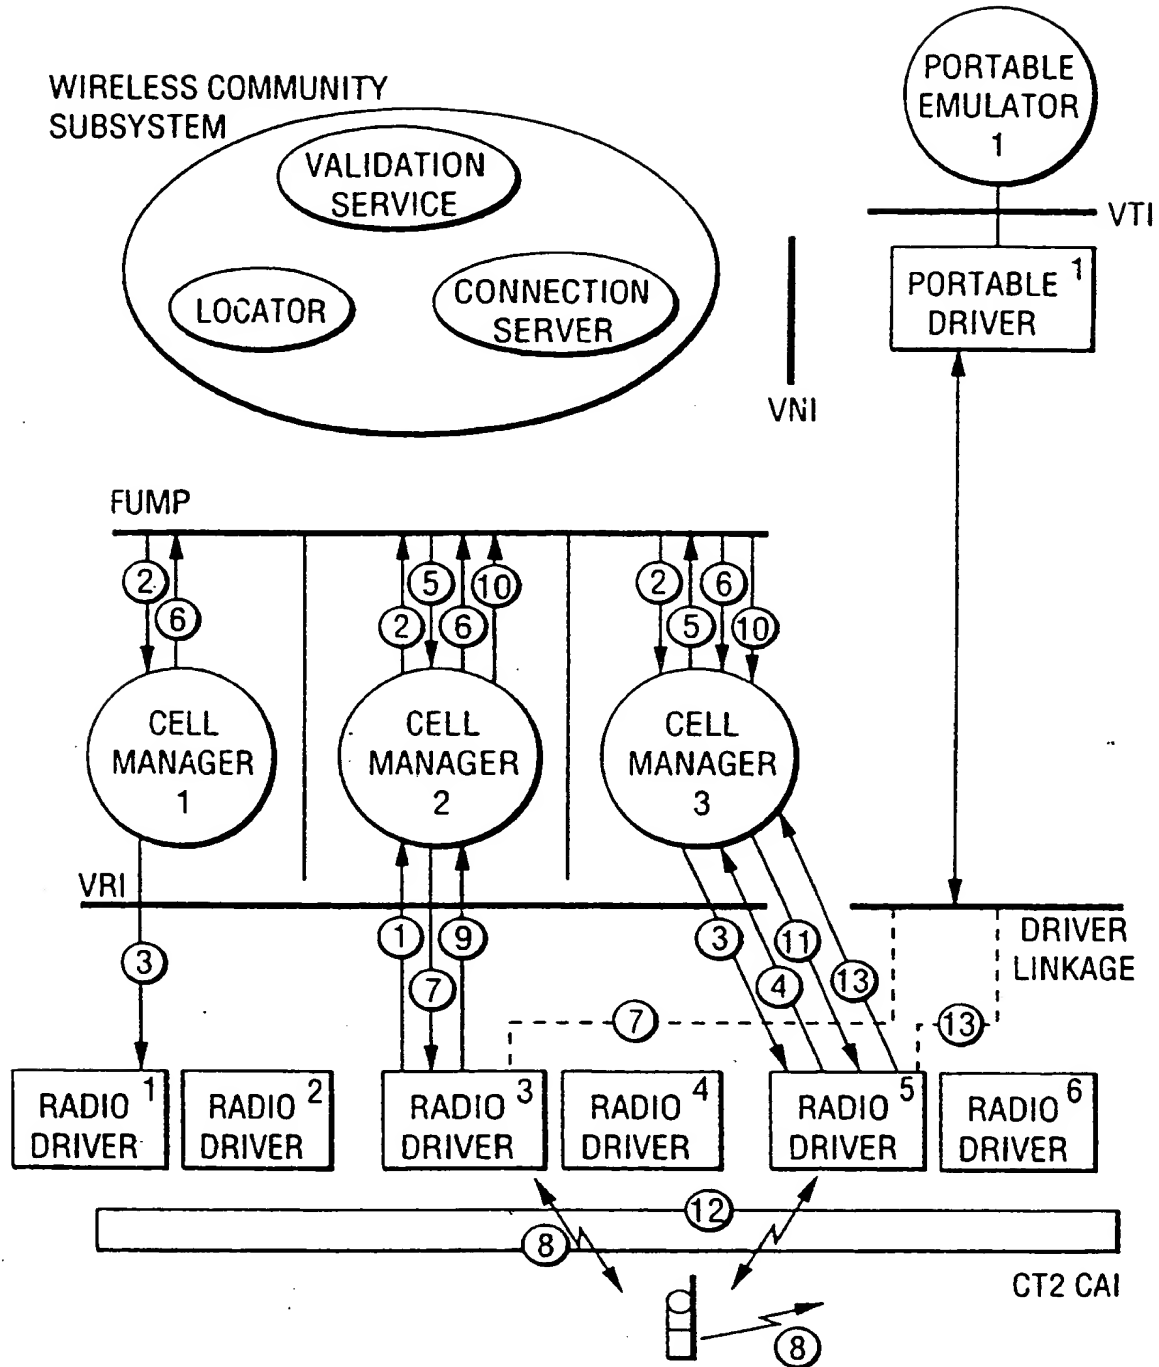 WIRELESS COMMUNITY
SUBSYSTEM
VALIDATION
SERVICE
LOCATOR
CONNECTION
SERVER
PORTABLE
EMULATOR
1
VTI
PORTABLE 1
DRIVER
VNI
FUMP
2
6
2
5
6
10
2
5
6
10
CELL
MANAGER
1
CELL
MANAGER
2
CELL
MANAGER
3
VRI
DRIVER
LINKAGE
3
1
7
9
3
4
11
13
7
13
RADIO 1
DRIVER
RADIO 2
DRIVER
RADIO 3
DRIVER
RADIO 4
DRIVER
RADIO 5
DRIVER
RADIO 6
DRIVER
12
8
CT2 CAI
8